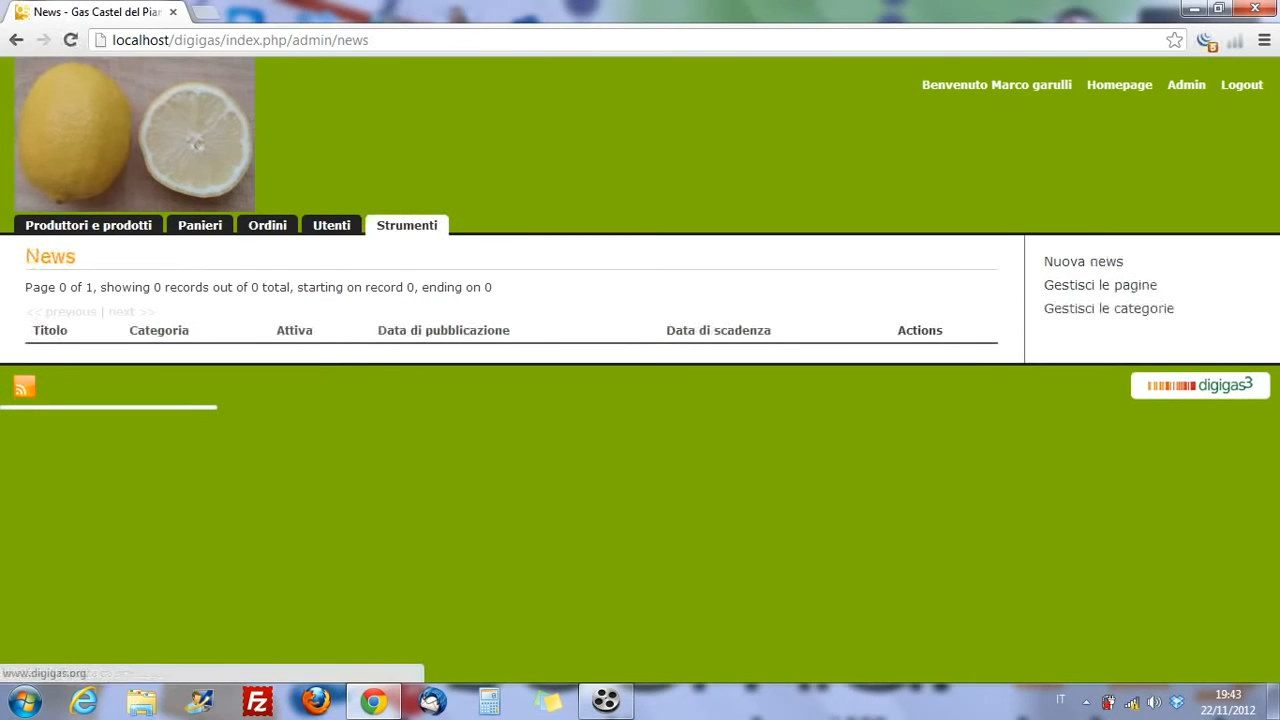 News - Gas Castel del Piar
localhost/digigas/index.php/admin/news
5
Benvenuto Marco garulli Homepage Admin Logout
Produttori e prodotti Panieri Ordini Utenti Strumenti
News
Page 0 of 1, showing 0 records out of 0 total, starting on record 0, ending on 0
<< previous | next >>
Titolo Categoria Attiva Data di pubblicazione Data di scadenza Actions
Nuova news
Gestisci le pagine
Gestisci le categorie
digigas3
www.digigas.org
IT
19:43
22/11/2012